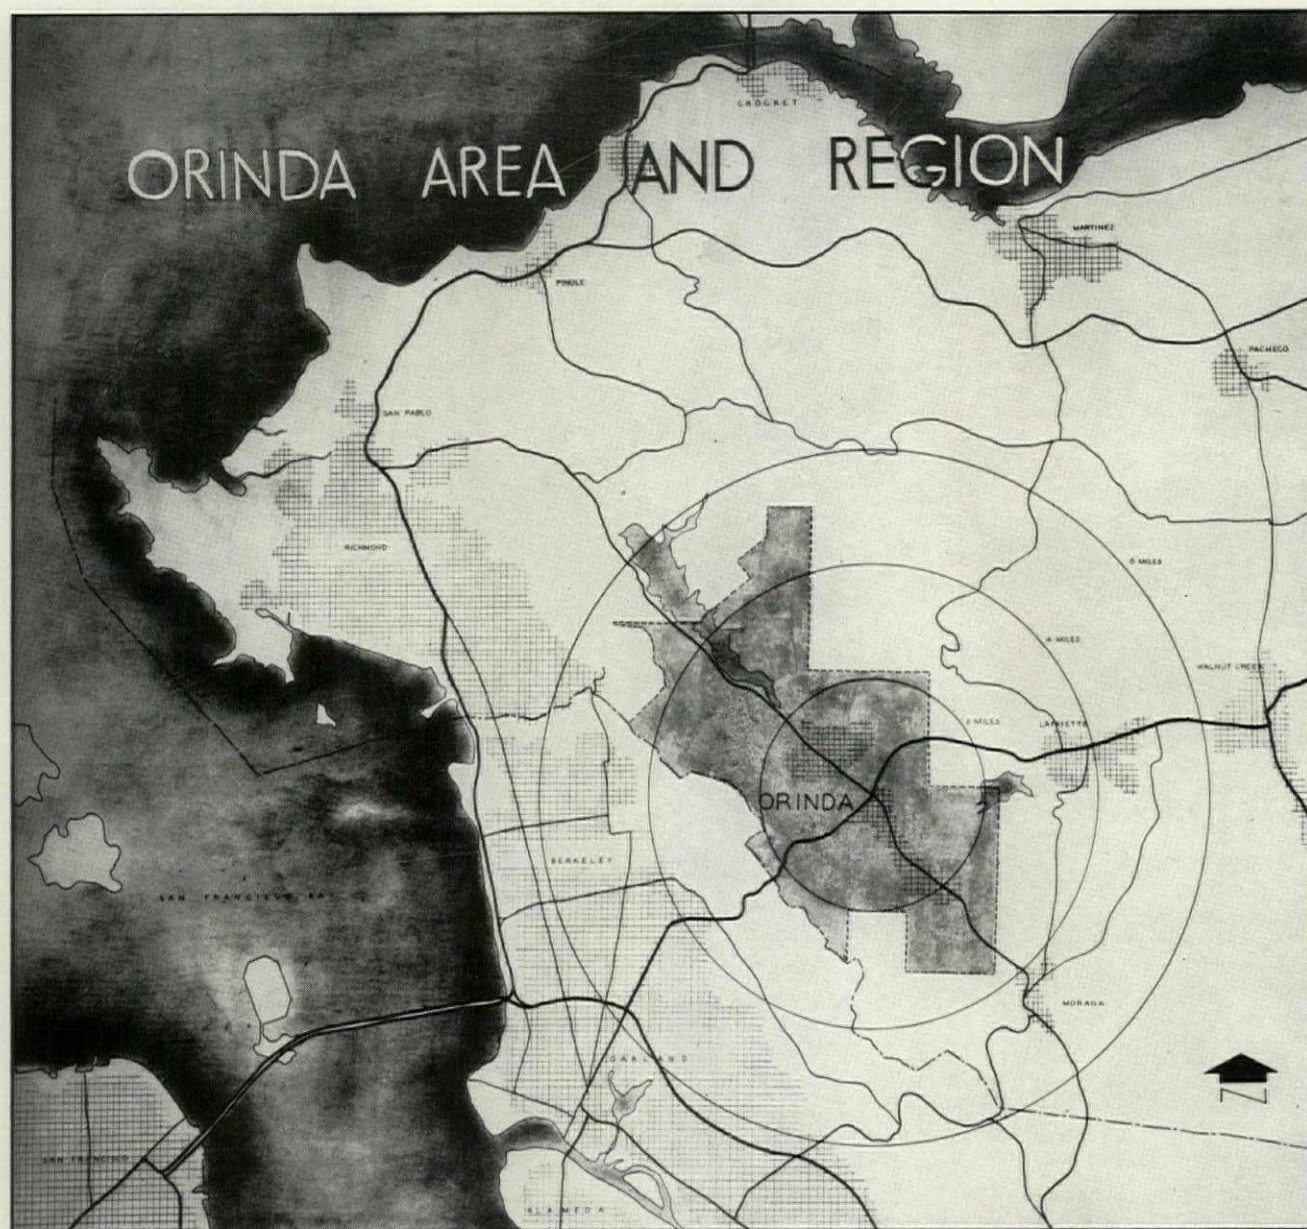 CROCKET
ORINDA AREA AND REGION
MARTINEZ
PINOLE
PACHECO
SAN PABLO
RICHMOND
6 MILES
4 MILES
WALNUT CREEK
2 MILES
LAFAYETTE
ORINDA
BERKELEY
SAN FRANCISCO BAY
MORAGA
OAKLAND
N
SAN FRANCISCO
ALAMEDA